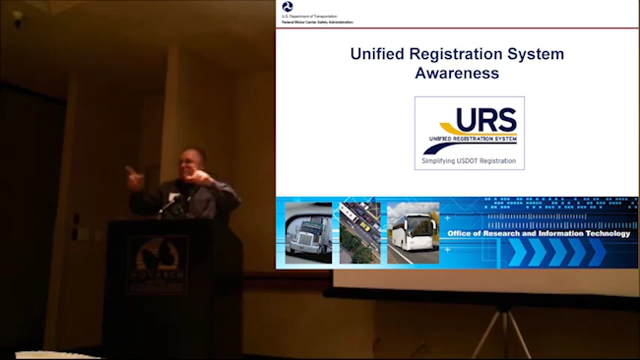 U.S. Department of Transportation
Federal Motor Carrier Safety Administration
Unified Registration System
Awareness
URS
UNIFIED REGISTRATION SYSTEM
Simplifying USDOT Registration
Office of Research and Information Technology
MONARCH